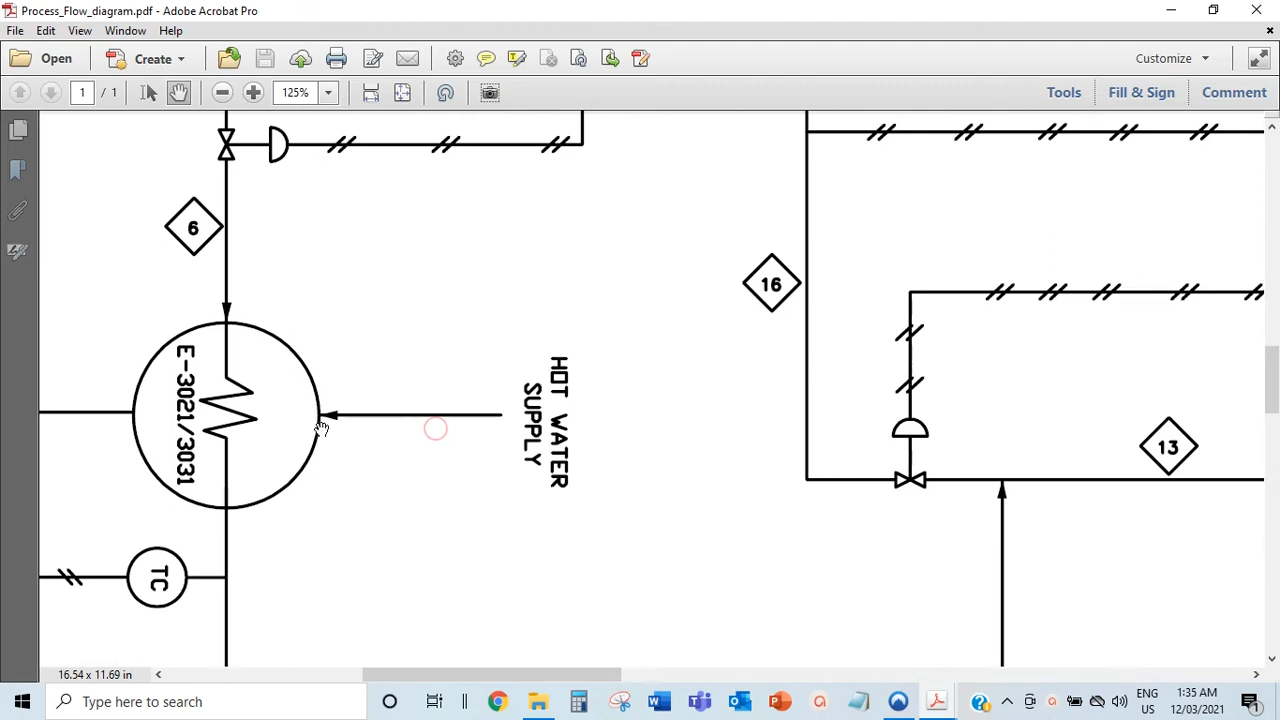 Process_Flow_diagram.pdf - Adobe Acrobat Pro
File Edit View Window Help
Open Create Customize
1 / 1 125% Tools Fill & Sign Comment
6
16
E-3021/3031
HOT WATER
SUPPLY
13
TC
16.54 x 11.69 in
Type here to search
ENG
NG
1:35 AM
12/03/2021